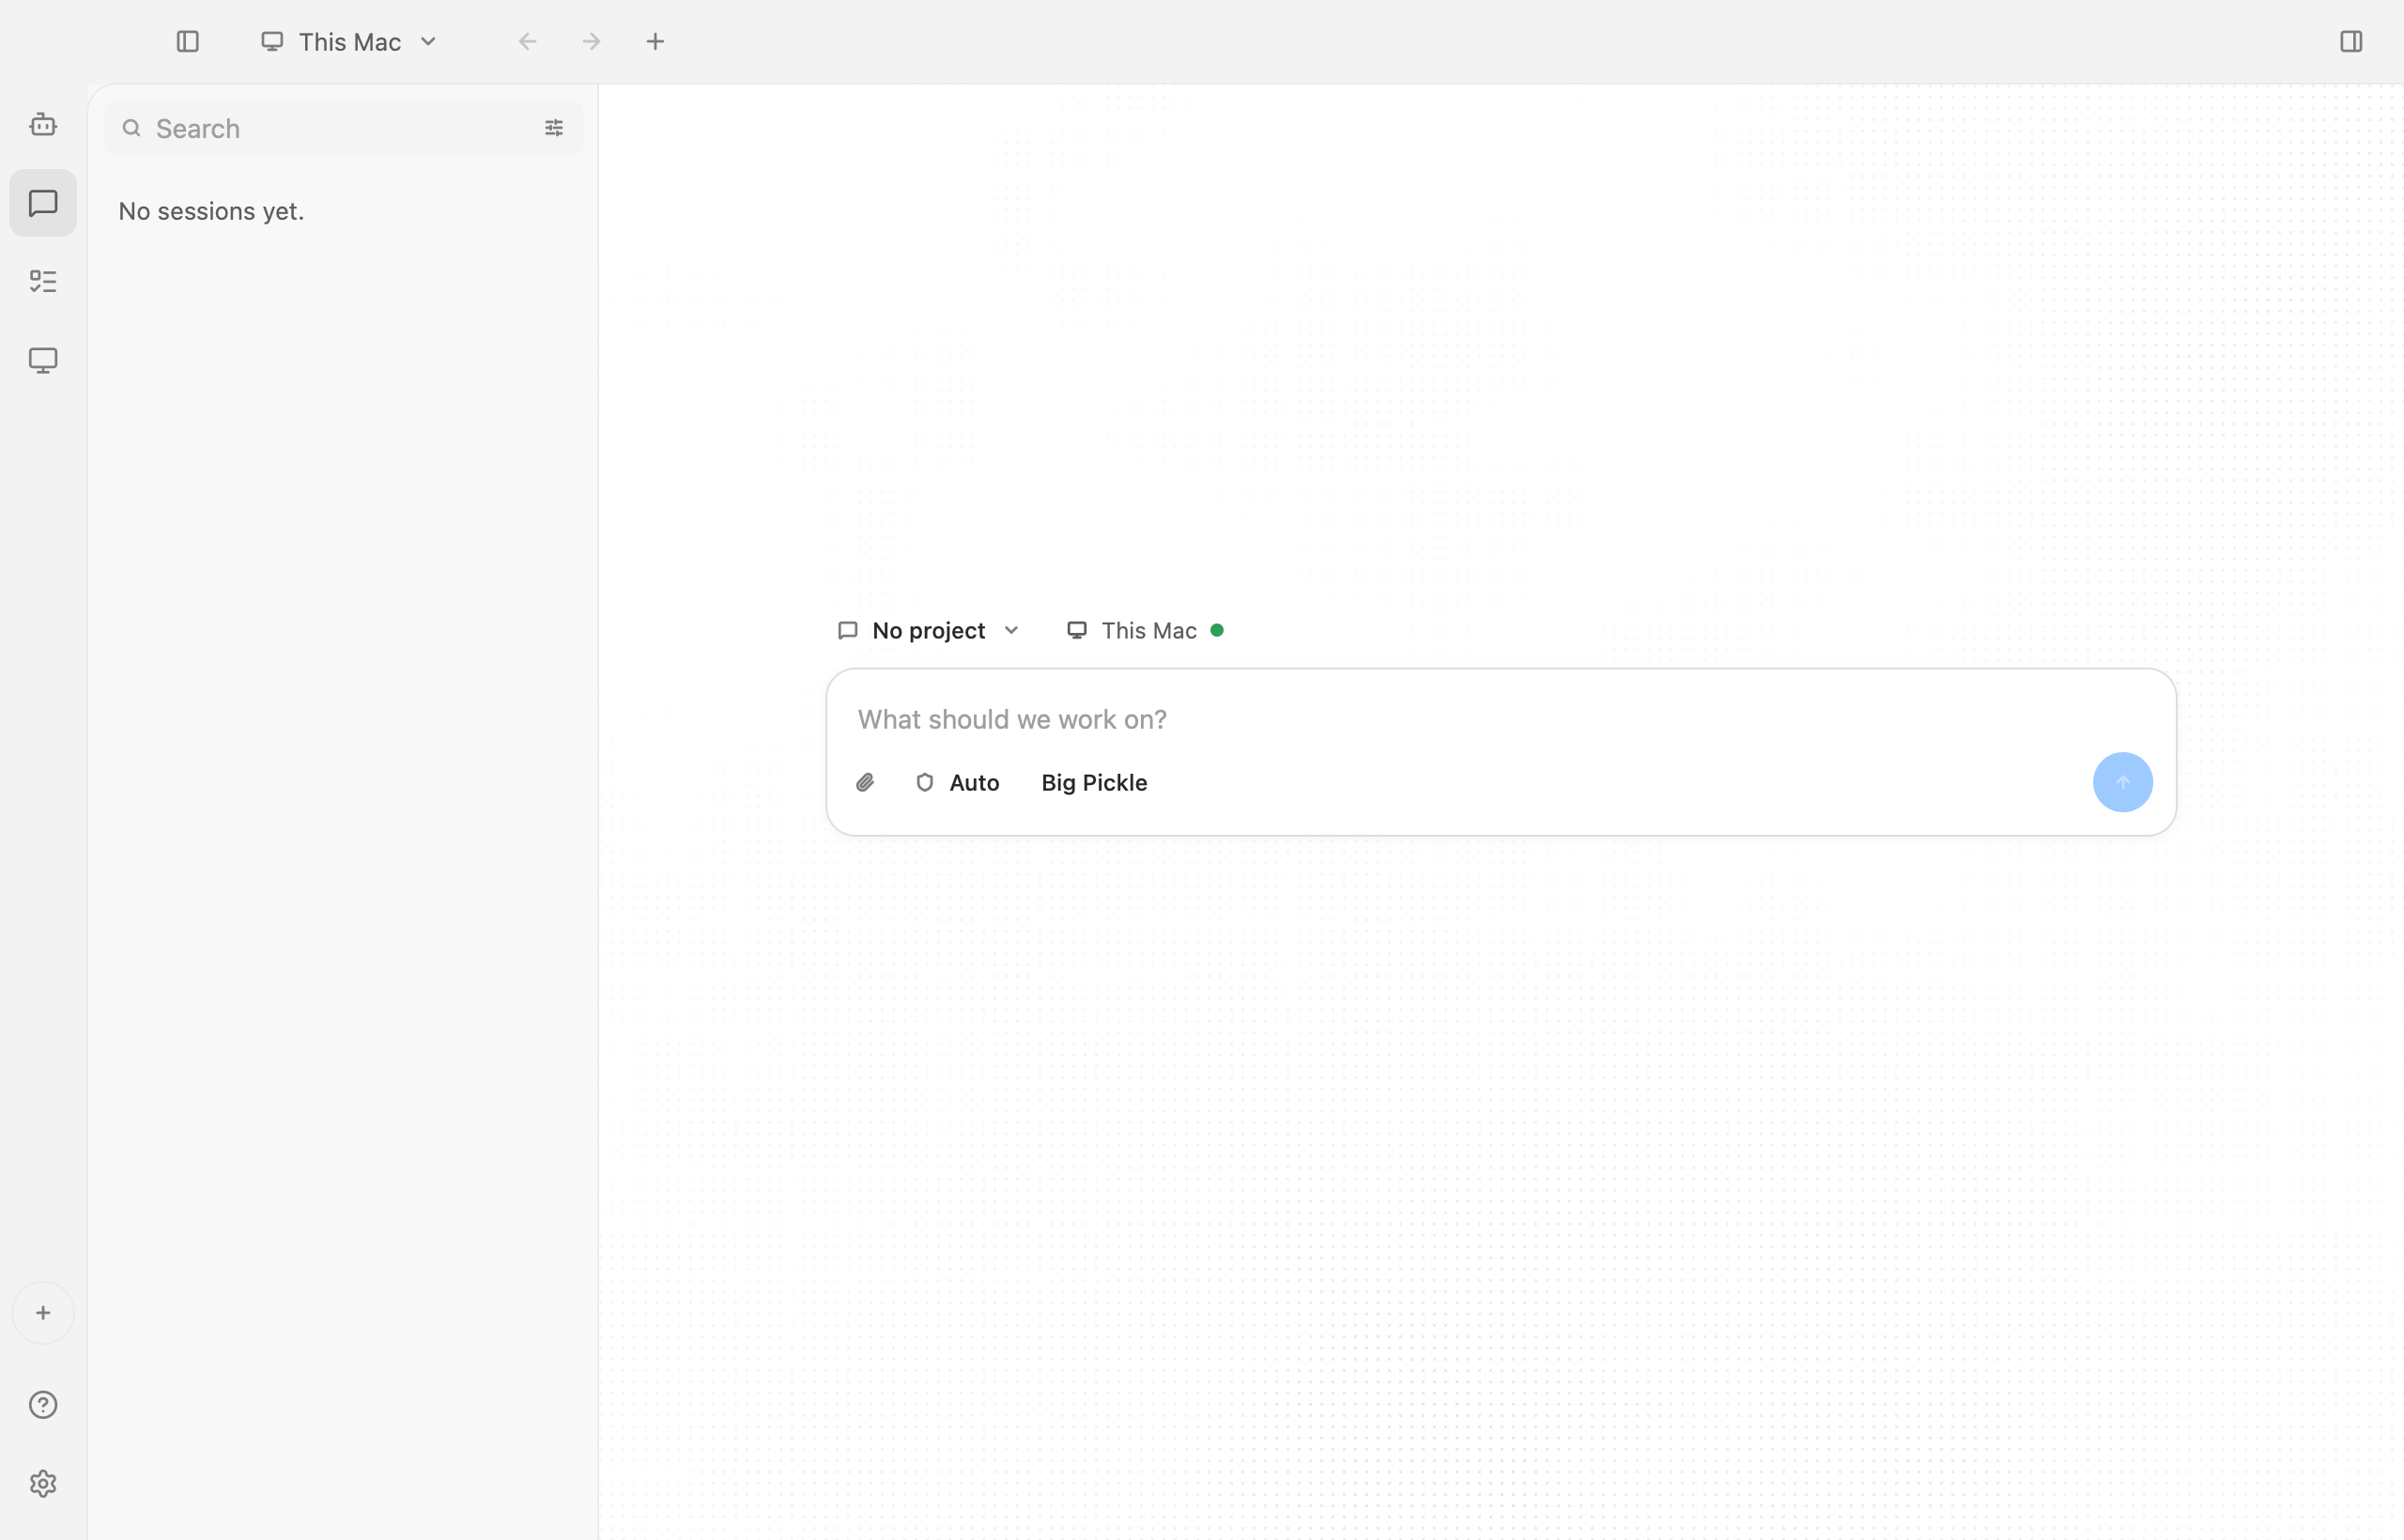 This Mac
Search
No sessions yet.
No project
This Mac
What should we work on?
Auto
Big Pickle